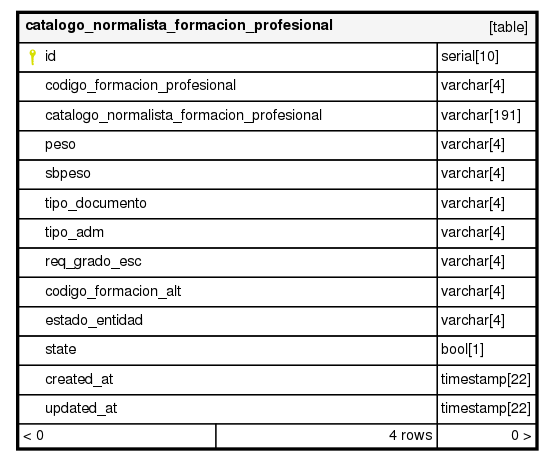 catalogo_normalista_formacion_profesional [table]
id serial[10]
codigo_formacion_profesional varchar[4]
catalogo_normalista_formacion_profesional varchar[191]
peso varchar[4]
sbpeso varchar[4]
tipo_documento varchar[4]
tipo_adm varchar[4]
req_grado_esc varchar[4]
codigo_formacion_alt varchar[4]
estado_entidad varchar[4]
state bool[1]
created_at timestamp[22]
updated_at timestamp[22]
< 0 4 rows 0 >